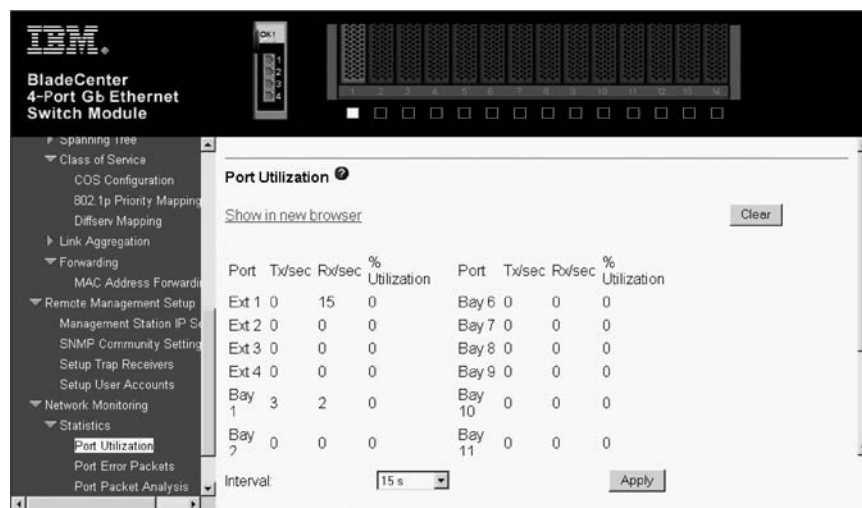 IBM.
BladeCenter
4-Port Gb Ethernet
Switch Module
OK!
1
2
3
4
1 2 3 4 5 6 7 8 9 10 11 12 13 14
Spanning Tree
Class of Service
COS Configuration
802.1p Priority Mapping
Diffserv Mapping
Link Aggregation
Forwarding
MAC Address Forwardi
Remote Management Setup
Management Station IP Se
SNMP Community Setting
Setup Trap Receivers
Setup User Accounts
Network Monitoring
Statistics
Port Utilization
Port Error Packets
Port Packet Analysis
Port Utilization ?
Show in new browser
Clear
Port Tx/sec Rx/sec % Utilization Port Tx/sec Rx/sec % Utilization
Ext 1 0 15 0 Bay 6 0 0 0
Ext 2 0 0 0 Bay 7 0 0 0
Ext 3 0 0 0 Bay 8 0 0 0
Ext 4 0 0 0 Bay 9 0 0 0
Bay 1 3 2 0 Bay 10 0 0 0
Bay 2 0 0 0 Bay 11 0 0 0
Interval: 15 s Apply